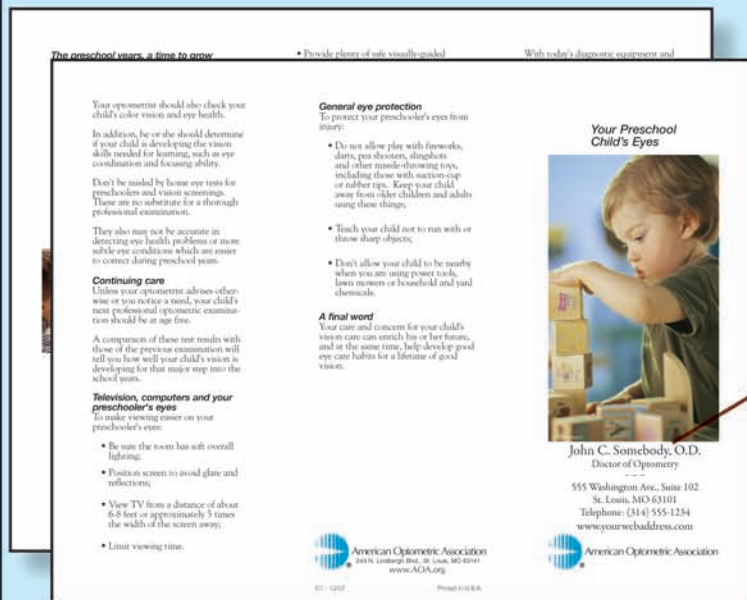 The preschool years, a time to grow
• Provide plenty of safe visually-guided
With today's diagnostic equipment and
Your optometrist should also check your
child's color vision and eye health.
In addition, he or she should determine
if your child is developing the vision
skills needed for learning, such as eye
coordination and focusing ability.
Don't be misled by home eye tests for
preschoolers and vision screenings.
These are no substitute for a thorough
professional examination.
They also may not be accurate in
detecting eye health problems or more
subtle eye conditions which are easier
to correct during preschool years.
Continuing care
Unless your optometrist advises other-
wise or you notice a need, your child's
next professional optometric examina-
tion should be at age five.
A comparison of these test results with
those of the previous examination will
tell you how well your child's vision is
developing for that major step into the
school years.
Television, computers and your
preschooler's eyes
To make viewing easier on your
preschooler's eyes:
• Be sure the room has soft overall
lighting;
• Position screen to avoid glare and
reflections;
• View TV from a distance of about
6-8 feet or approximately 5 times
the width of the screen away;
• Limit viewing time.
General eye protection
To protect your preschooler's eyes from
injury:
• Do not allow play with fireworks,
darts, pea shooters, slingshots
and other missile-throwing toys,
including those with suction-cup
or rubber tips. Keep your child
away from older children and adults
using these things;
• Teach your child not to run with or
throw sharp objects;
• Don't allow your child to be nearby
when you are using power tools,
lawn mowers or household and yard
chemicals.
A final word
Your care and concern for your child's
vision care can enrich his or her future,
and at the same time, help develop good
eye care habits for a lifetime of good
vision.
American Optometric Association
243 N. Lindbergh Blvd., St. Louis, MO 63141
www.AOA.org
Printed in U.S.A.
Your Preschool
Child's Eyes
John C. Somebody, O.D.
Doctor of Optometry
555 Washington Ave., Suite 102
St. Louis, MO 63101
Telephone: (314) 555-1234
www.yourwebaddress.com
American Optometric Association